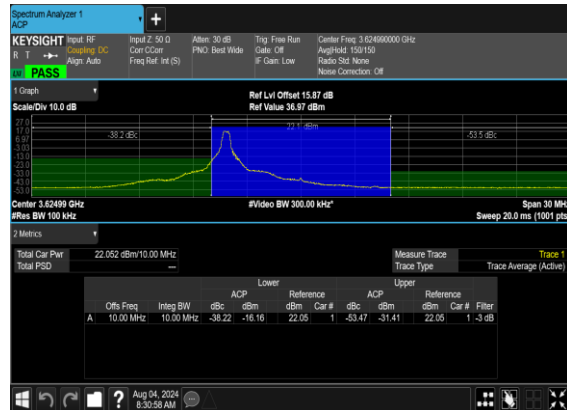 Spectrum Analyzer 1
ACP
+
KEYSIGHT
R T
LV PASS
Input: RF
Coupling: DC
Align: Auto
Input Z: 50 Ω
Corr CCorr
Freq Ref: Int (S)
Atten: 30 dB
PNO: Best Wide
Trig: Free Run
Gate: Off
IF Gain: Low
Center Freq: 3.624990000 GHz
Avg|Hold: 150/150
Radio Std: None
Noise Correction: Off
1 Graph
Scale/Div 10.0 dB
Ref Lvl Offset 15.87 dB
Ref Value 36.97 dBm
27.0
17.0
6.97
-3.03
-13.0
-23.0
-33.0
-43.0
-53.0
-38.2 dBc
22.1 dBm
-53.5 dBc
Center 3.62499 GHz
#Res BW 100 kHz
#Video BW 300.00 kHz*
Span 30 MHz
Sweep 20.0 ms (1001 pts)
2 Metrics
Total Car Pwr 22.052 dBm/10.00 MHz
Total PSD ---
Measure Trace Trace 1
Trace Type Trace Average (Active)
Lower Upper
ACP Reference ACP Reference
Offs Freq Integ BW dBc dBm dBm Car # dBc dBm dBm Car # Filter
A 10.00 MHz 10.00 MHz -38.22 -16.16 22.05 1 -53.47 -31.41 22.05 1 -3 dB
?
Aug 04, 2024
8:30:58 AM